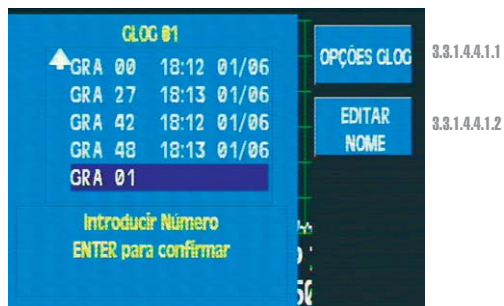 GLOG 01
GRA 00 18:12 01/06
GRA 27 18:13 01/06
GRA 42 18:12 01/06
GRA 48 18:13 01/06
GRA 01
Introducir Número
ENTER para confirmar
OPÇÕES GLOG
3.3.1.4.4.1.1
EDITAR
NOME
3.3.1.4.4.1.2